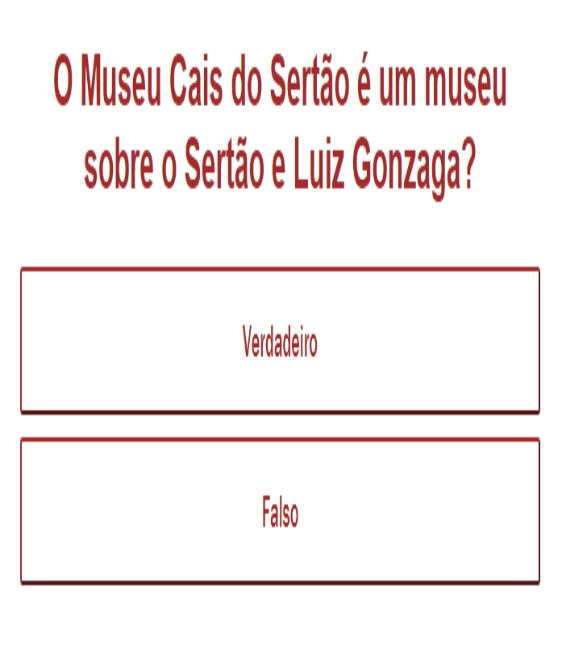 O Museu Cais do Sertão é um museu
sobre o Sertão e Luiz Gonzaga?
Verdadeiro
Falso